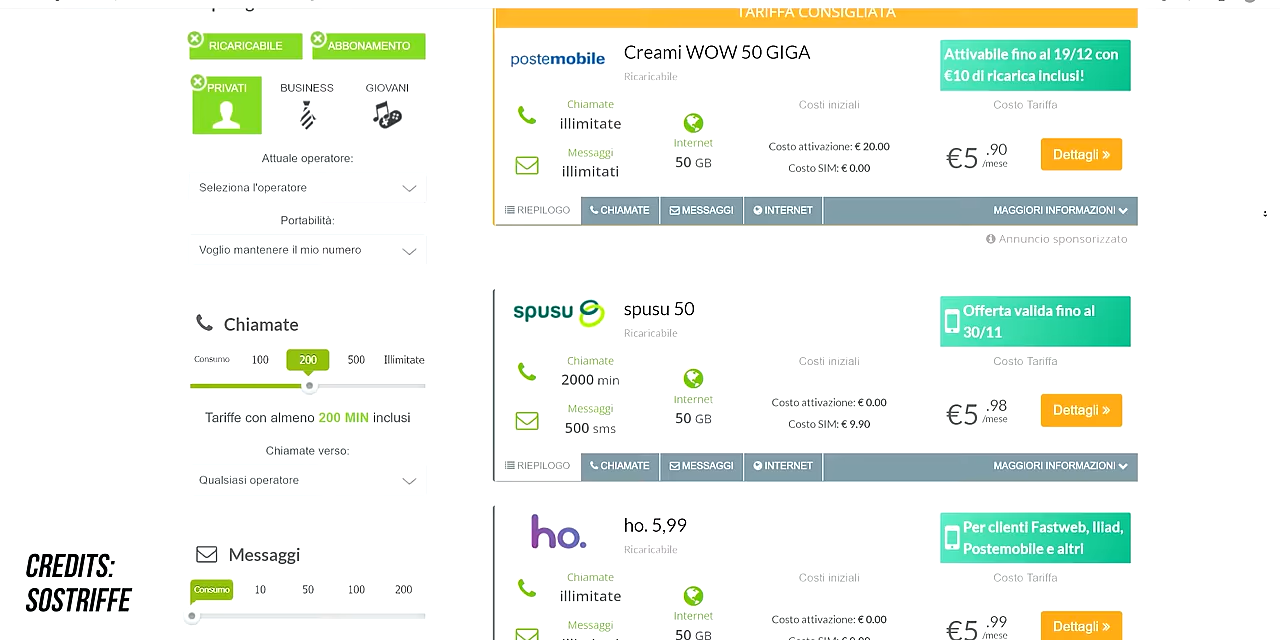 TARIFFA CONSIGLIATA
RICARICABILE
ABBONAMENTO
PRIVATI
BUSINESS
GIOVANI
Attuale operatore:
Seleziona l'operatore
Portabilità:
Voglio mantenere il mio numero
Chiamate
Consumo 100 200 500 Illimitate
Tariffe con almeno 200 MIN inclusi
Chiamate verso:
Qualsiasi operatore
Messaggi
Consumo 10 50 100 200
CREDITS:
SOSTRIFFE
postemobile
Creami WOW 50 GIGA
Ricaricabile
Attivabile fino al 19/12 con
€10 di ricarica inclusi!
Chiamate
illimitate
Messaggi
illimitati
Internet
50 GB
Costi iniziali
Costo attivazione: € 20.00
Costo SIM: € 0.00
Costo Tariffa
€5 .90 /mese
Dettagli »
RIEPILOGO CHIAMATE MESSAGGI INTERNET MAGGIORI INFORMAZIONI
Annuncio sponsorizzato
spusu
spusu 50
Ricaricabile
Offerta valida fino al
30/11
Chiamate
2000 min
Messaggi
500 sms
Internet
50 GB
Costi iniziali
Costo attivazione: € 0.00
Costo SIM: € 9.90
Costo Tariffa
€5 .98 /mese
Dettagli »
RIEPILOGO CHIAMATE MESSAGGI INTERNET MAGGIORI INFORMAZIONI
ho.
ho. 5,99
Ricaricabile
Per clienti Fastweb, Iliad,
Postemobile e altri
Chiamate
illimitate
Messaggi
Internet
50 GB
Costi iniziali
Costo attivazione: € 0.00
Costo Tariffa
€5 .99 /mese
Dettagli »